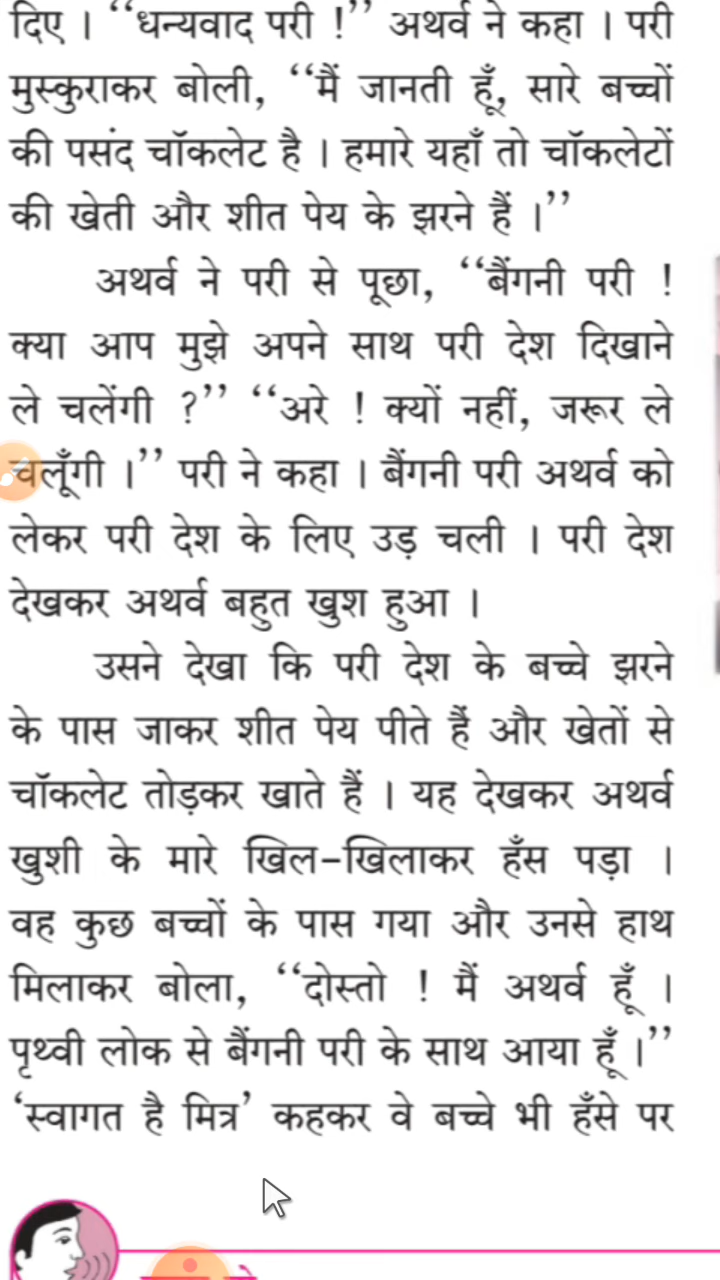 दिए । ‘‘धन्यवाद परी !’’ अथर्व ने कहा । परी
मुस्कुराकर बोली, ‘‘मैं जानती हूँ, सारे बच्चों
की पसंद चॉकलेट है । हमारे यहाँ तो चॉकलेटों
की खेती और शीत पेय के झरने हैं ।’’
अथर्व ने परी से पूछा, ‘‘बैंगनी परी !
क्या आप मुझे अपने साथ परी देश दिखाने
ले चलेंगी ?’’ ‘‘अरे ! क्यों नहीं, जरूर ले
चलूँगी ।’’ परी ने कहा । बैंगनी परी अथर्व को
लेकर परी देश के लिए उड़ चली । परी देश
देखकर अथर्व बहुत खुश हुआ ।
उसने देखा कि परी देश के बच्चे झरने
के पास जाकर शीत पेय पीते हैं और खेतों से
चॉकलेट तोड़कर खाते हैं । यह देखकर अथर्व
खुशी के मारे खिल-खिलाकर हँस पड़ा ।
वह कुछ बच्चों के पास गया और उनसे हाथ
मिलाकर बोला, ‘‘दोस्तो ! मैं अथर्व हूँ ।
पृथ्वी लोक से बैंगनी परी के साथ आया हूँ ।’’
‘स्वागत है मित्र’ कहकर वे बच्चे भी हँसे पर